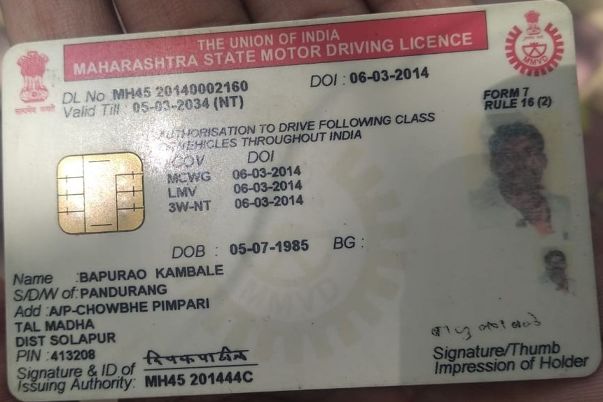 THE UNION OF INDIA
MAHARASHTRA STATE MOTOR DRIVING LICENCE
DL No MH45 20140002160 DOI : 06-03-2014
Valid Till : 05-03-2034 (NT)
FORM 7
RULE 16 (2)
AUTHORISATION TO DRIVE FOLLOWING CLASS
OF VEHICLES THROUGHOUT INDIA
COV DOI
MCWG 06-03-2014
LMV 06-03-2014
3W-NT 06-03-2014
DOB : 05-07-1985 BG :
Name : BAPURAO KAMBALE
S/D/W of : PANDURANG
Add : A/P-CHOWBHE PIMPARI
TAL MADHA
DIST SOLAPUR
PIN : 413208
Signature & ID of
Issuing Authority: MH45 201444C
Signature/Thumb
Impression of Holder
MMVD
MMVD
सत्यमेव जयते